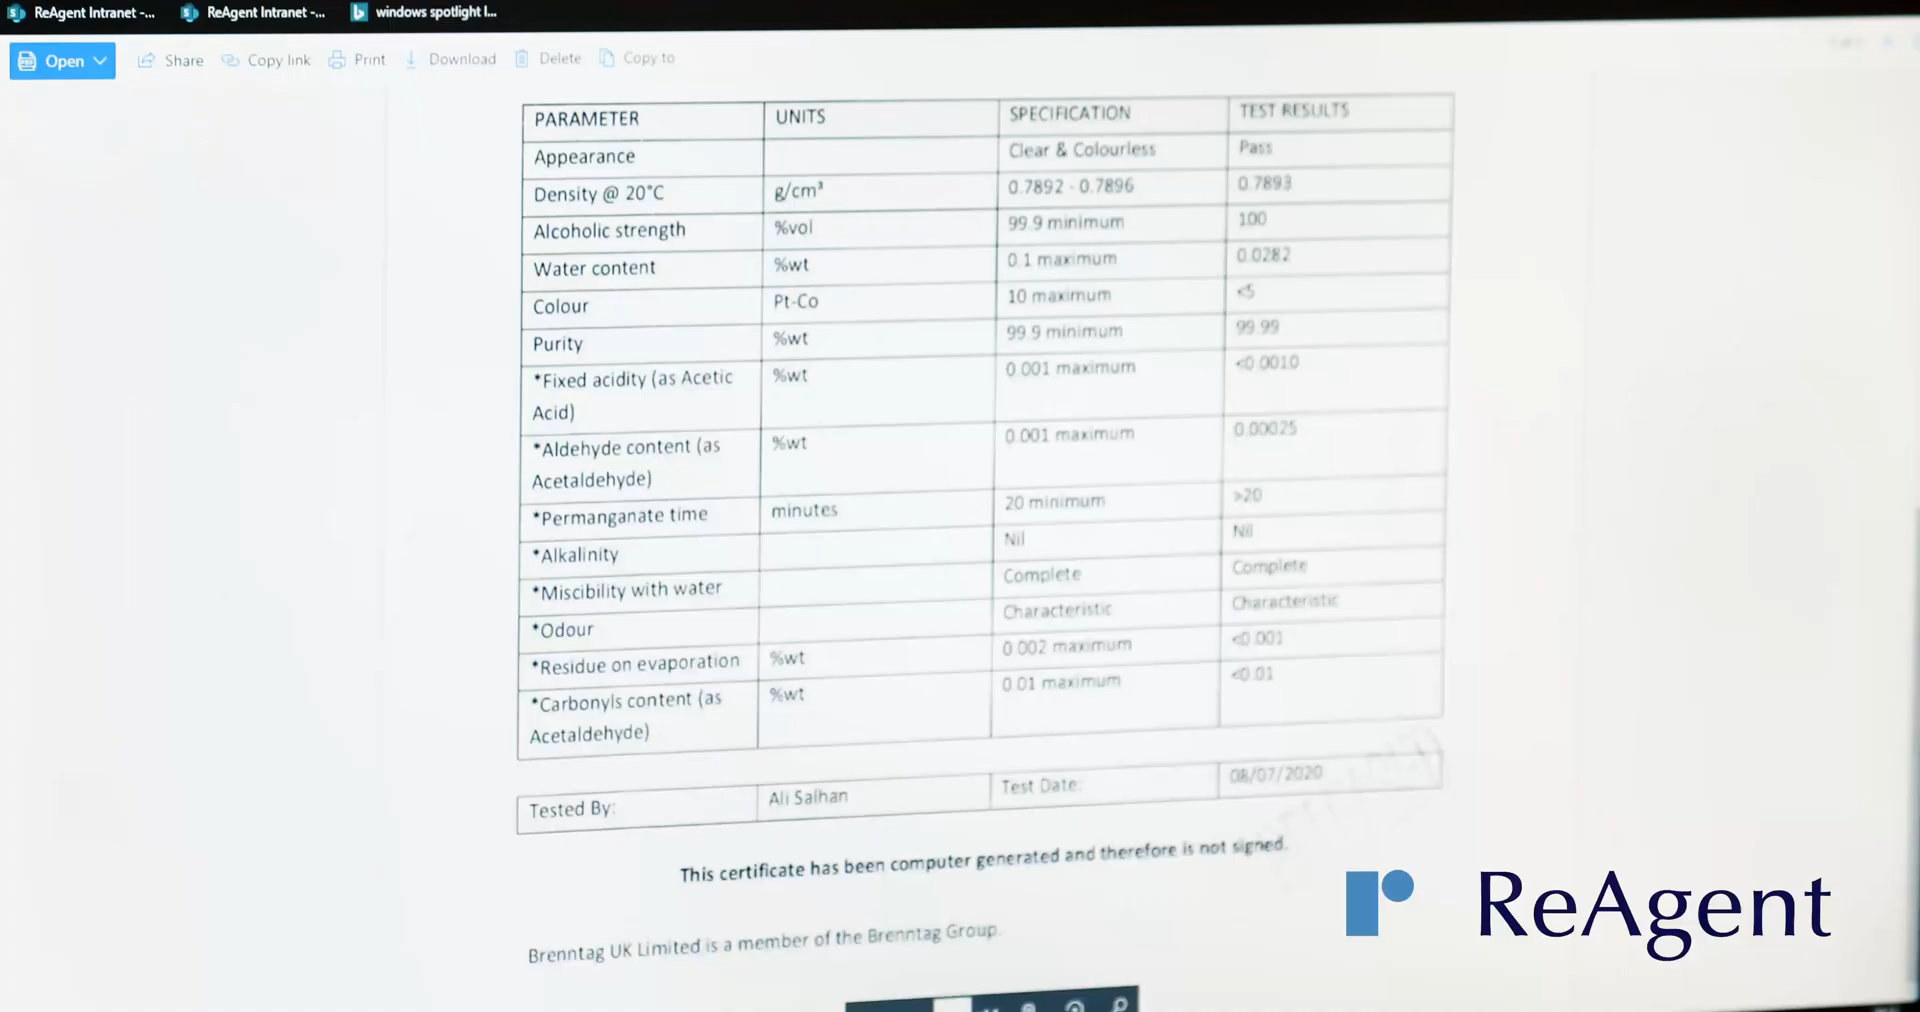 ReAgent Intranet -... ReAgent Intranet -... windows spotlight l...
Open Share Copy link Print Download Delete Copy to
PARAMETER UNITS SPECIFICATION TEST RESULTS
Appearance Clear & Colourless Pass
Density @ 20°C g/cm³ 0.7892 - 0.7896 0.7893
Alcoholic strength %vol 99.9 minimum 100
Water content %wt 0.1 maximum 0.0282
Colour Pt-Co 10 maximum <5
Purity %wt 99.9 minimum 99.99
*Fixed acidity (as Acetic %wt 0.001 maximum <0.0010
Acid)
*Aldehyde content (as %wt 0.001 maximum 0.00025
Acetaldehyde)
*Permanganate time minutes 20 minimum >20
*Alkalinity Nil Nil
*Miscibility with water Complete Complete
*Odour Characteristic Characteristic
*Residue on evaporation %wt 0.002 maximum <0.001
*Carbonyls content (as %wt 0.01 maximum <0.01
Acetaldehyde)
Tested By: Ali Salhan Test Date: 08/07/2020
This certificate has been computer generated and therefore is not signed.
Brenntag UK Limited is a member of the Brenntag Group.
ReAgent